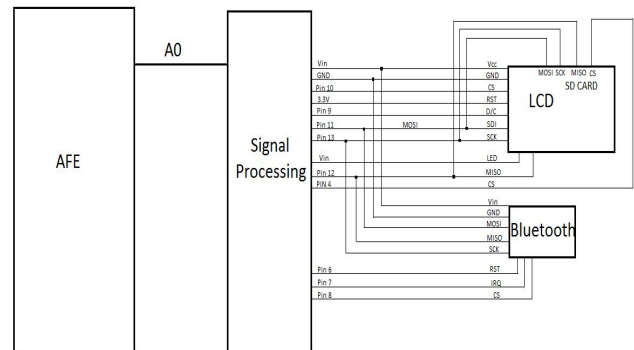 A0
AFE
Signal
Processing
Vin Vcc
GND GND
Pin 10 CS
3.3V RST
Pin 9 D/C
Pin 11 MOSI SDI
Pin 13 SCK
Vin LED
Pin 12 MISO
PIN 4 CS
MOSI SCK MISO CS
SD CARD
LCD
Vin
GND
MOSI
MISO
SCK
Bluetooth
Pin 6 RST
Pin 7 IRQ
Pin 8 CS